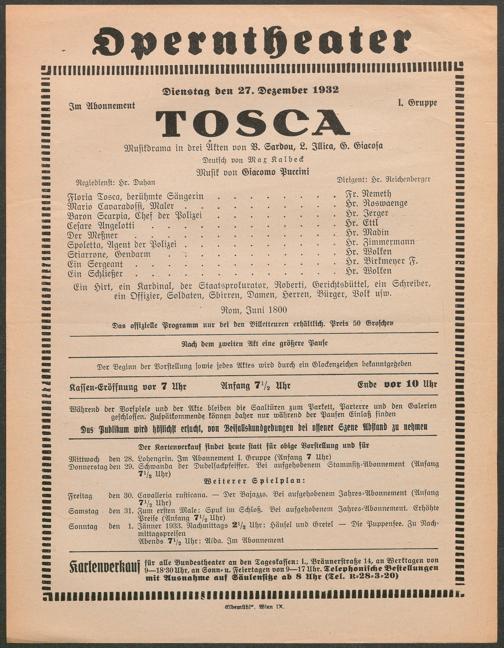 Operntheater
Dienstag den 27. Dezember 1932
Im Abonnement
I. Gruppe
TOSCA
Musikdrama in drei Akten von V. Sardou, L. Illica, G. Giacosa
Deutsch von Max Kalbeck
Musik von Giacomo Puccini
Regiedienst: Hr. Duhan
Dirigent: Hr. Reichenberger
Floria Tosca, berühmte Sängerin . . . . . . . . Fr. Nemeth
Mario Cavaradossi, Maler . . . . . . . . Hr. Roswaenge
Baron Scarpia, Chef der Polizei . . . . . . . . Hr. Jerger
Cesare Angelotti . . . . . . . . Hr. Ettl
Der Meßner . . . . . . . . Hr. Madin
Spoletta, Agent der Polizei . . . . . . . . Hr. Zimmermann
Sciarrone, Gendarm . . . . . . . . Hr. Wolken
Ein Sergeant . . . . . . . . Hr. Birkmeyer F.
Ein Schließer . . . . . . . . Hr. Wolken
Ein Hirt, ein Kardinal, der Staatsprokurator, Roberti, Gerichtsbüttel, ein Schreiber,
ein Offizier, Soldaten, Sbirren, Damen, Herren, Bürger, Volk usw.
Rom, Juni 1800
Das offizielle Programm nur bei den Billetteuren erhältlich. Preis 50 Groschen
Nach dem zweiten Akt eine größere Pause
Der Beginn der Vorstellung sowie jedes Aktes wird durch ein Glockenzeichen bekanntgegeben
Kassen-Eröffnung vor 7 Uhr Anfang 7½ Uhr Ende vor 10 Uhr
Während der Vorspiele und der Akte bleiben die Saaltüren zum Parkett, Parterre und den Galerien
geschlossen. Zuspätkommende können daher nur während der Pausen Einlaß finden
Das Publikum wird höflichst ersucht, von Beifallskundgebungen bei offener Szene Abstand zu nehmen
Der Kartenverkauf findet heute statt für obige Vorstellung und für
Mittwoch den 28. Lohengrin. Im Abonnement I. Gruppe (Anfang 7 Uhr)
Donnerstag den 29. Schwanda der Dudelsackpfeifer. Bei aufgehobenem Stammsitz-Abonnement (Anfang
7½ Uhr)
Weiterer Spielplan:
Freitag den 30. Cavalleria rusticana. — Der Bajazzo. Bei aufgehobenem Jahres-Abonnement (Anfang
7½ Uhr)
Samstag den 31. Zum ersten Male: Spuk im Schloß. Bei aufgehobenem Jahres-Abonnement. Erhöhte
Preise (Anfang 7½ Uhr)
Sonntag den 1. Jänner 1933. Nachmittags 2½ Uhr: Hänsel und Gretel — Die Puppenfee. Zu Nach-
mittagspreisen
Abends 7½ Uhr: Aida. Im Abonnement
Kartenverkauf für alle Bundestheater an den Tageskassen: I., Bräunerstraße 14, an Werktagen von
9—18·30 Uhr, an Sonn- u. Feiertagen von 9—17 Uhr. Telephonische Bestellungen
mit Ausnahme auf Säulensitze ab 8 Uhr (Tel. R-28-3-20)
„Elbemühl“, Wien IX.